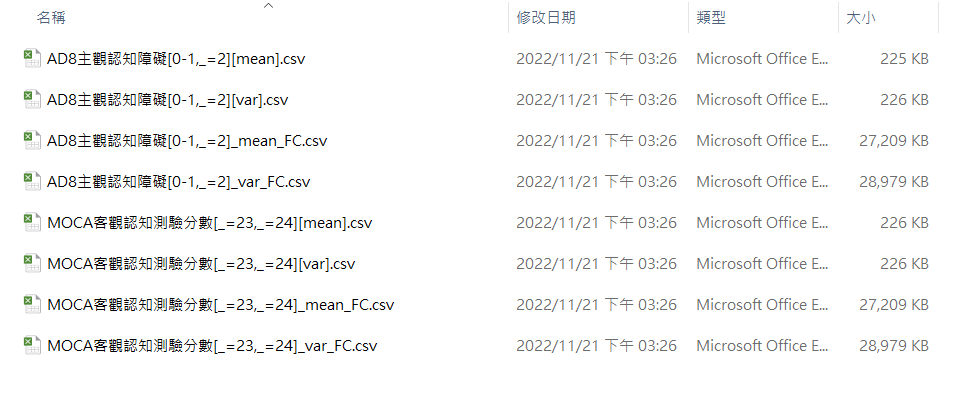 名稱 修改日期 類型 大小
AD8主觀認知障礙[0-1,_=2][mean].csv 2022/11/21 下午 03:26 Microsoft Office E... 225 KB
AD8主觀認知障礙[0-1,_=2][var].csv 2022/11/21 下午 03:26 Microsoft Office E... 226 KB
AD8主觀認知障礙[0-1,_=2]_mean_FC.csv 2022/11/21 下午 03:26 Microsoft Office E... 27,209 KB
AD8主觀認知障礙[0-1,_=2]_var_FC.csv 2022/11/21 下午 03:26 Microsoft Office E... 28,979 KB
MOCA客觀認知測驗分數[_=23,_=24][mean].csv 2022/11/21 下午 03:26 Microsoft Office E... 226 KB
MOCA客觀認知測驗分數[_=23,_=24][var].csv 2022/11/21 下午 03:26 Microsoft Office E... 226 KB
MOCA客觀認知測驗分數[_=23,_=24]_mean_FC.csv 2022/11/21 下午 03:26 Microsoft Office E... 27,209 KB
MOCA客觀認知測驗分數[_=23,_=24]_var_FC.csv 2022/11/21 下午 03:26 Microsoft Office E... 28,979 KB